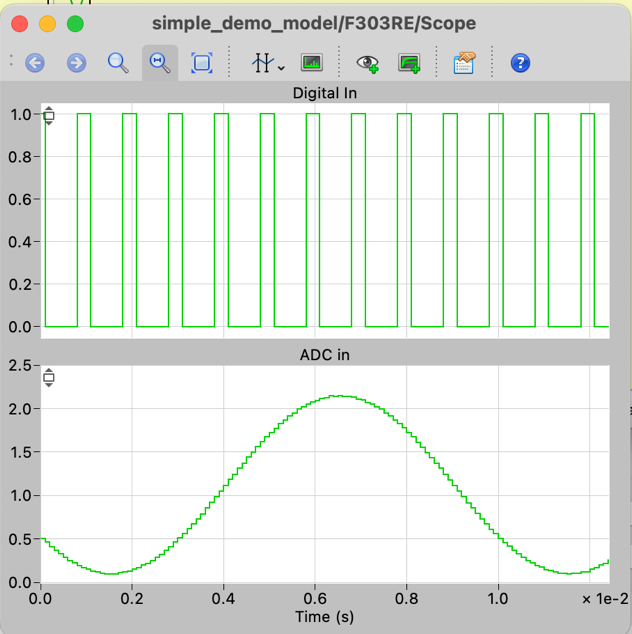 simple_demo_model/F303RE/Scope
?
Digital In
1.0
0.8
0.6
0.4
0.2
0.0
ADC in
2.5
2.0
1.5
1.0
0.5
0.0
0.0 0.2 0.4 0.6 0.8 1.0 × 1e-2
Time (s)